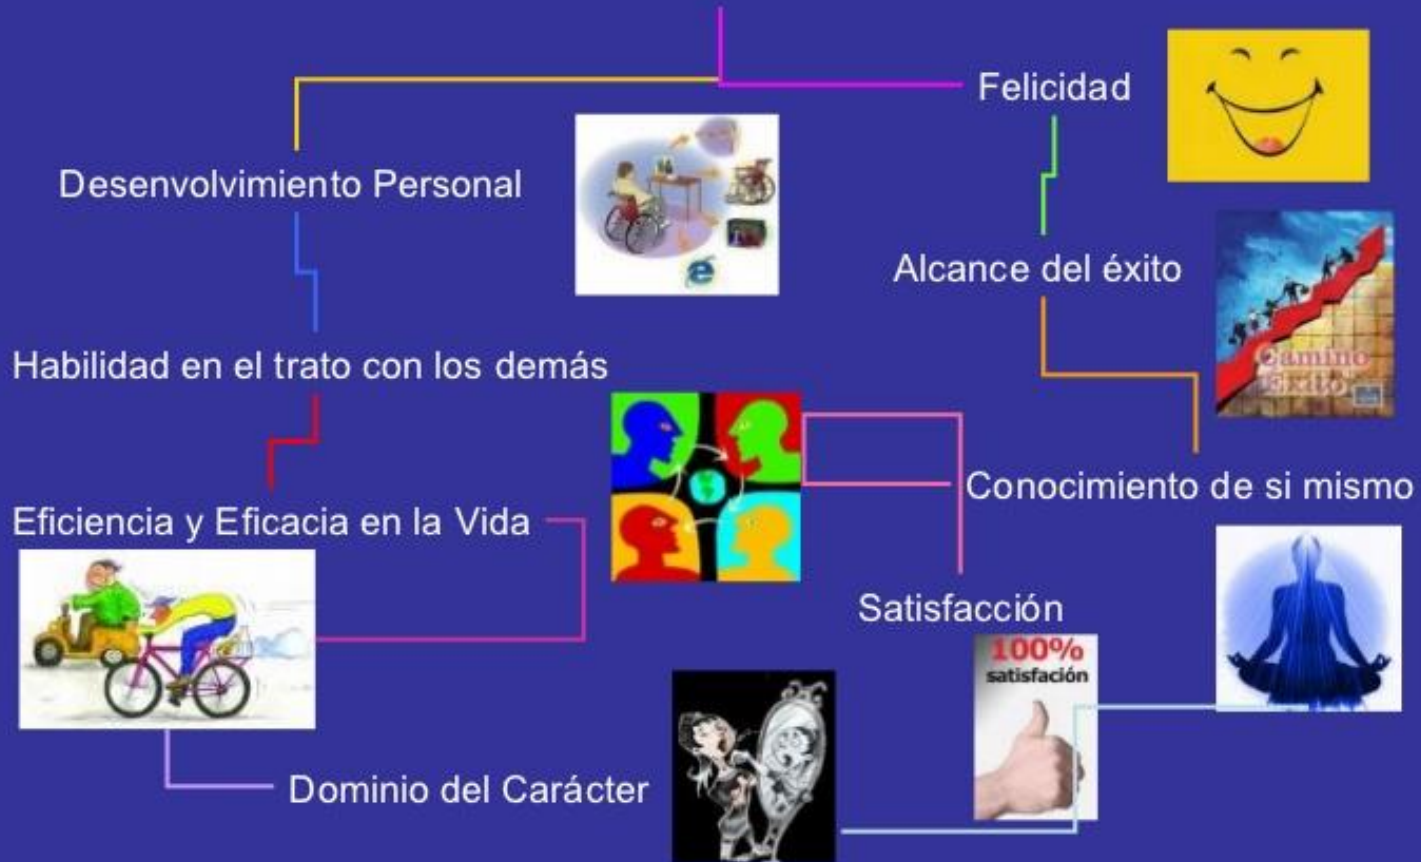 Felicidad
Desenvolvimiento Personal
Alcance del éxito
Camino
Éxito
Habilidad en el trato con los demás
Conocimiento de si mismo
Eficiencia y Eficacia en la Vida
Satisfacción
100%
satisfación
Dominio del Carácter